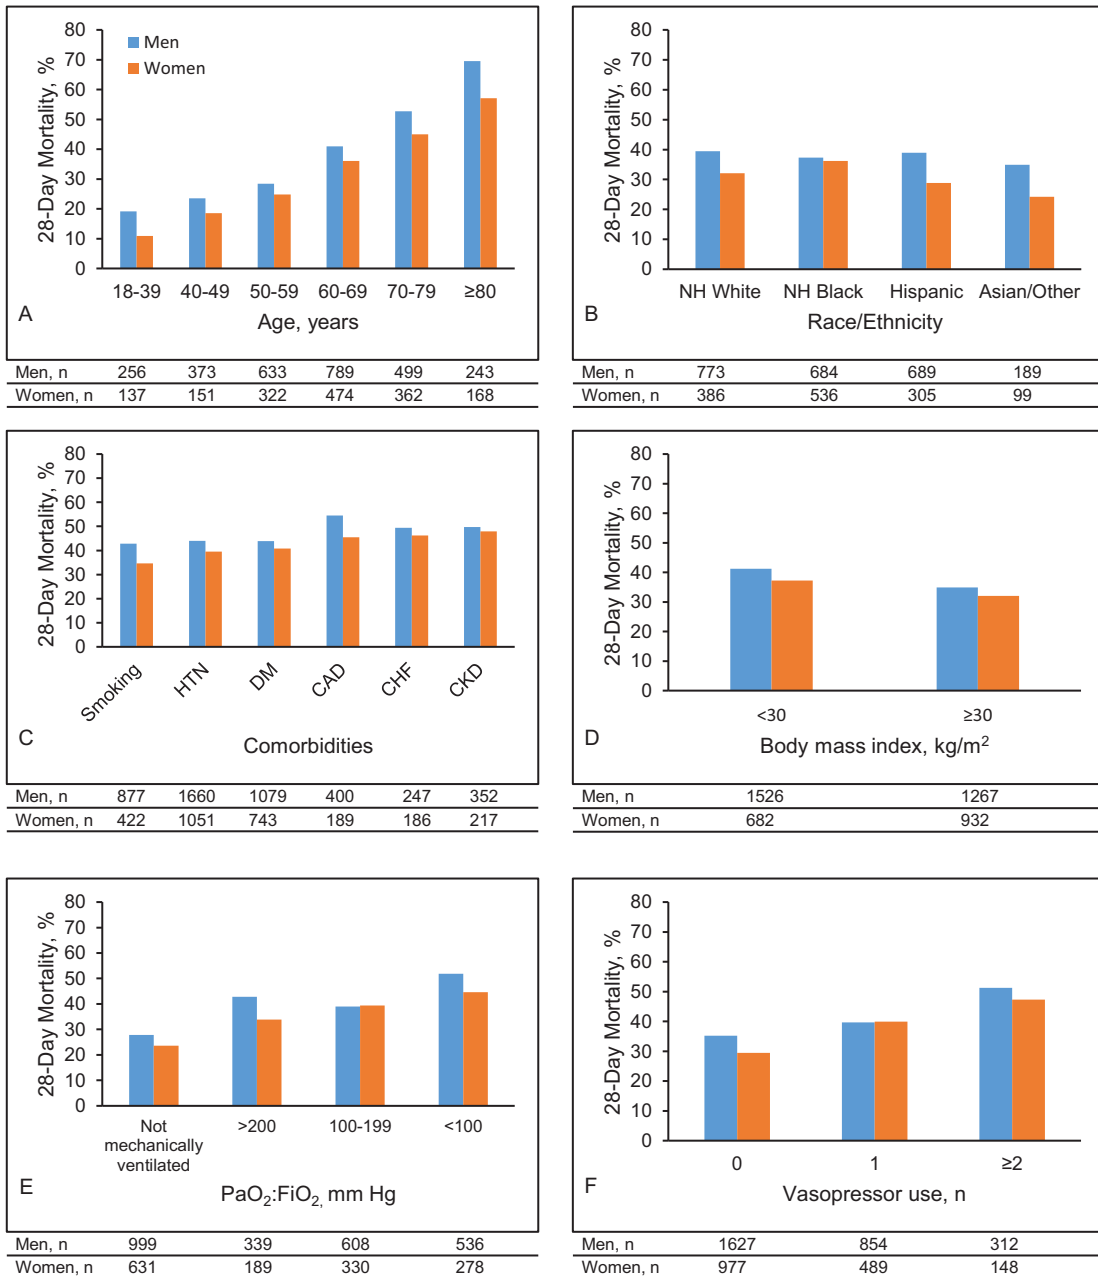 80
70
60
50
40
30
20
10
0
28-Day Mortality, %
Men
Women
18-39 40-49 50-59 60-69 70-79 ≥80
A
Age, years
Men, n 256 373 633 789 499 243
Women, n 137 151 322 474 362 168
80
70
60
50
40
30
20
10
0
28-Day Mortality, %
NH White NH Black Hispanic Asian/Other
B
Race/Ethnicity
Men, n 773 684 689 189
Women, n 386 536 305 99
80
70
60
50
40
30
20
10
0
28-Day Mortality, %
Smoking HTN DM CAD CHF CKD
C
Comorbidities
Men, n 877 1660 1079 400 247 352
Women, n 422 1051 743 189 186 217
80
70
60
50
40
30
20
10
0
28-Day Mortality, %
<30 ≥30
D
Body mass index, kg/m²
Men, n 1526 1267
Women, n 682 932
80
70
60
50
40
30
20
10
0
28-Day Mortality, %
Not mechanically ventilated >200 100-199 <100
E
PaO₂:FiO₂, mm Hg
Men, n 999 339 608 536
Women, n 631 189 330 278
80
70
60
50
40
30
20
10
0
28-Day Mortality, %
0 1 ≥2
F
Vasopressor use, n
Men, n 1627 854 312
Women, n 977 489 148